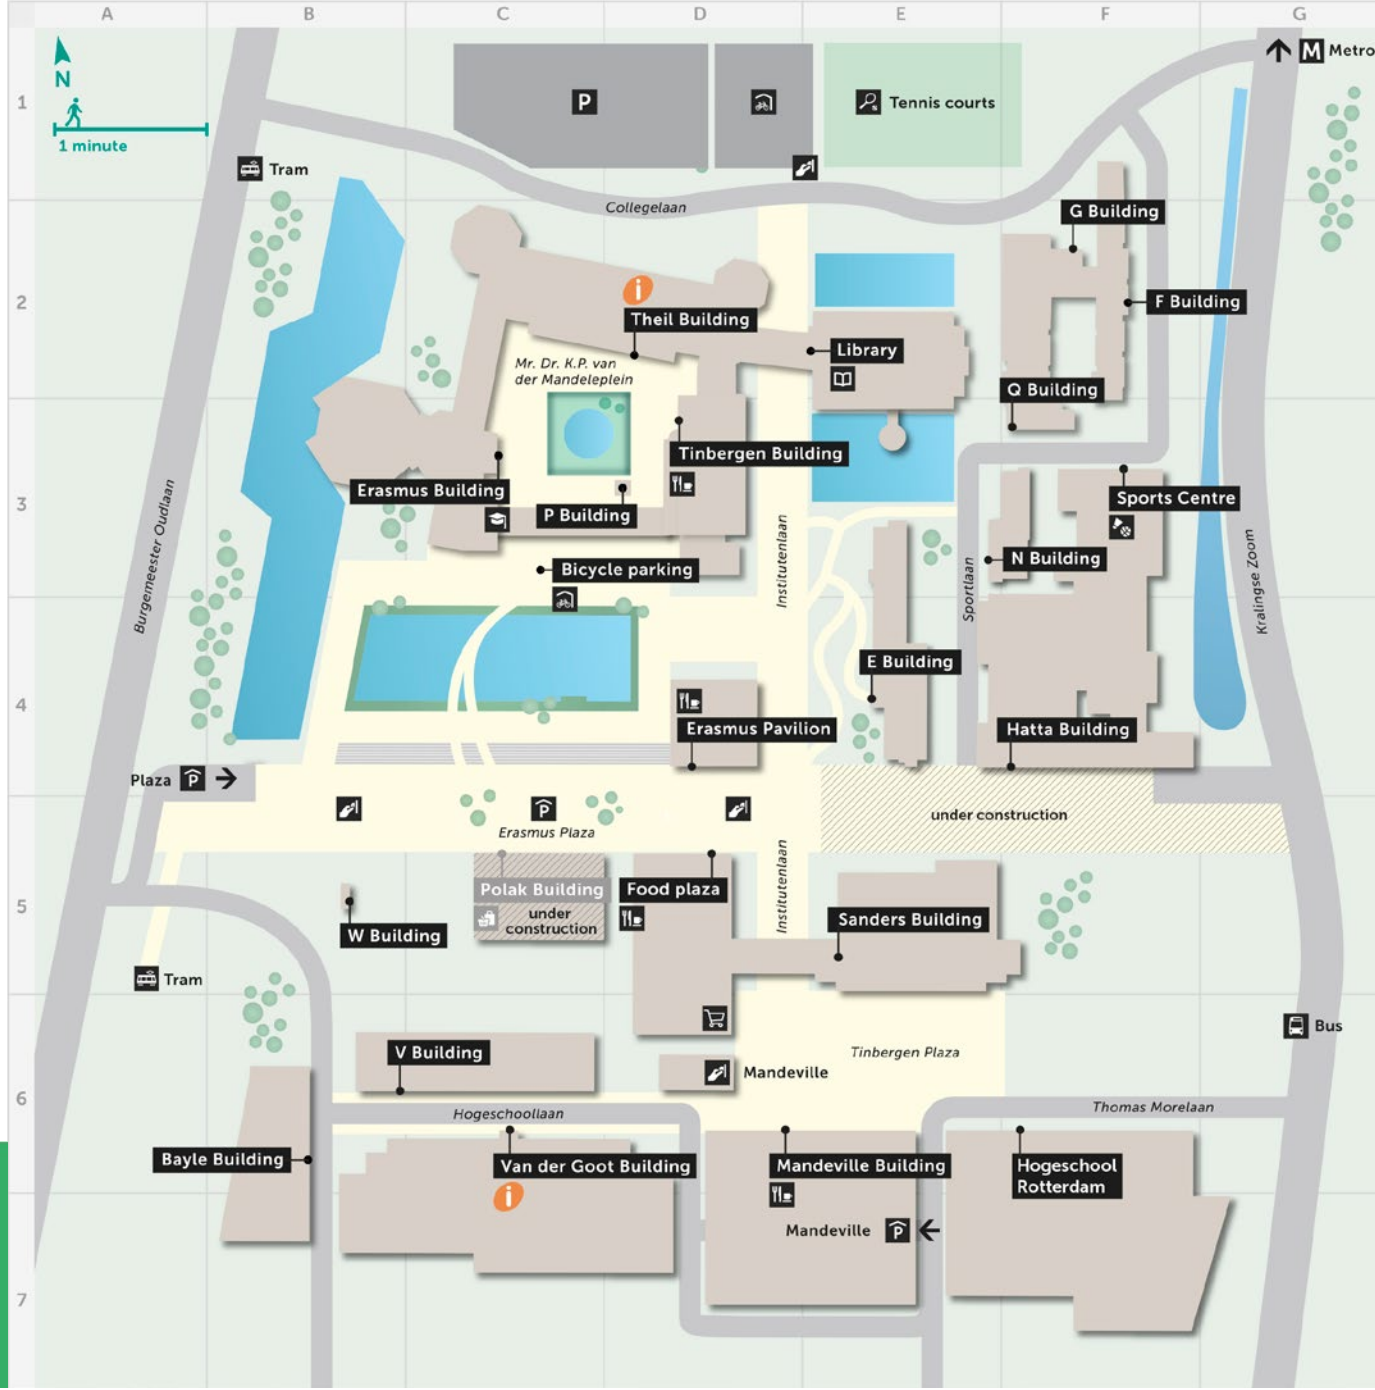 A B C D E F G
N
1 minute
1
P
Tennis courts
M Metro
Tram
Collegelaan
G Building
2
i
Theil Building
F Building
Mr. Dr. K.P. van
der Mandeleplein
Library
Q Building
Tinbergen Building
Erasmus Building
3
P Building
Sports Centre
N Building
Bicycle parking
Burgemeester Oudlaan
Institutenlaan
Sportlaan
Kralingse Zoom
E Building
4
Erasmus Pavilion
Hatta Building
Plaza P
P
under construction
Erasmus Plaza
Institutenlaan
5
Polak Building
under
construction
Food plaza
Sanders Building
W Building
Tram
Bus
V Building
Tinbergen Plaza
Mandeville
6
Hogeschoollaan
Thomas Morelaan
Bayle Building
Van der Goot Building
i
Mandeville Building
Hogeschool
Rotterdam
Mandeville P
7